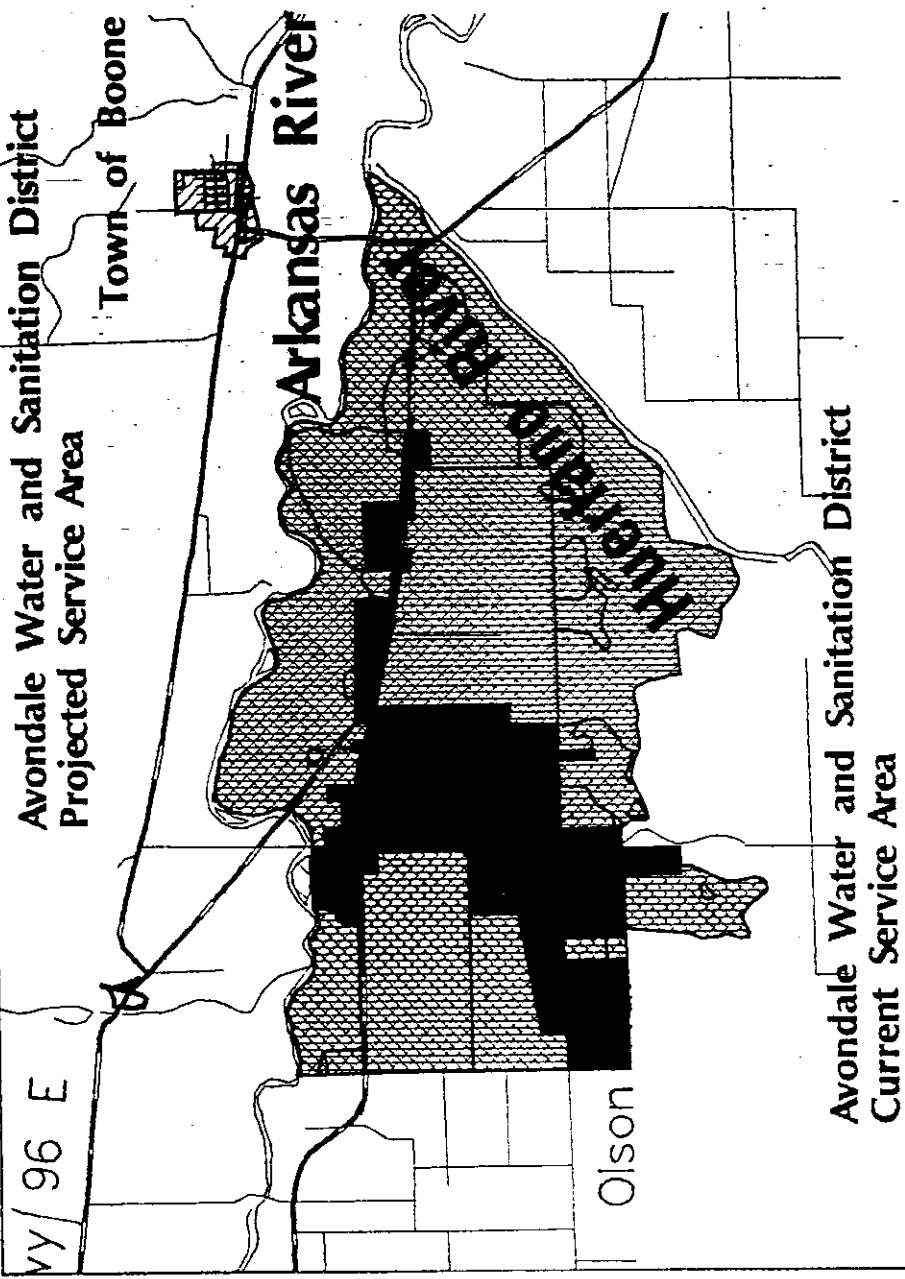 Avondale Water and Sanitation District
Projected Service Area
Town of Boone
vy/96 E
Arkansas River
Huerfano River
Olson
Avondale Water and Sanitation District
Current Service Area